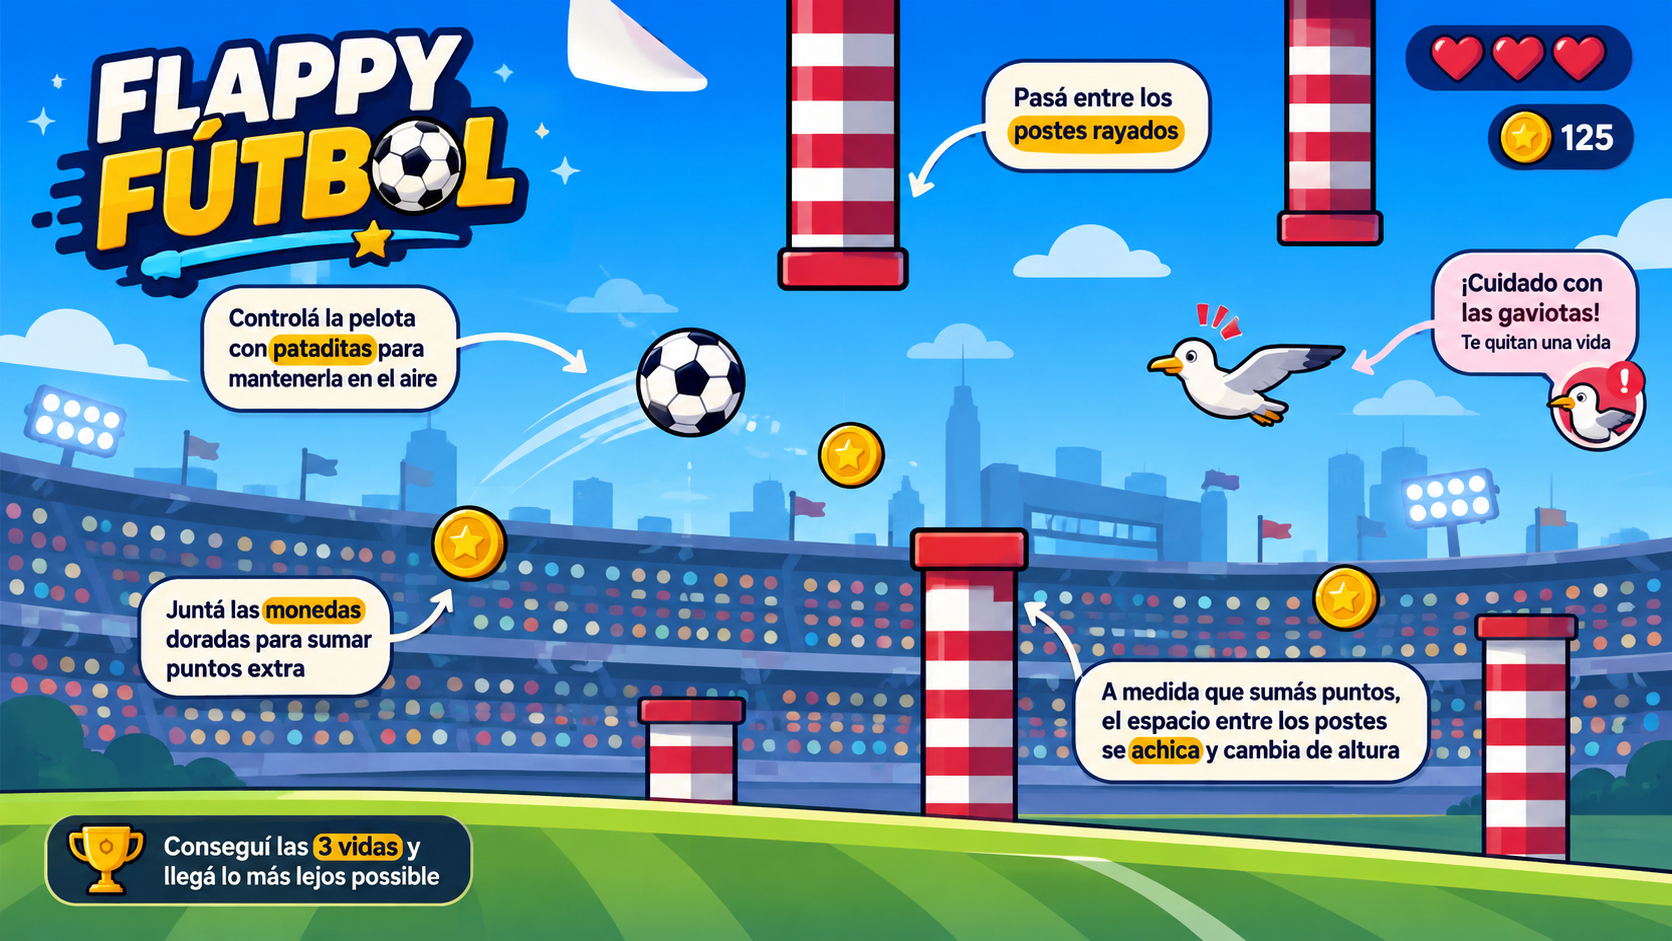 FLAPPY
FÚTBOL
125
Pasá entre los
postes rayados
¡Cuidado con
las gaviotas!
Te quitan una vida
!
Controlá la pelota
con pataditas para
mantenerla en el aire
Juntá las monedas
doradas para sumar
puntos extra
A medida que sumás puntos,
el espacio entre los postes
se achica y cambia de altura
Conseguí las 3 vidas y
llegá lo más lejos possible